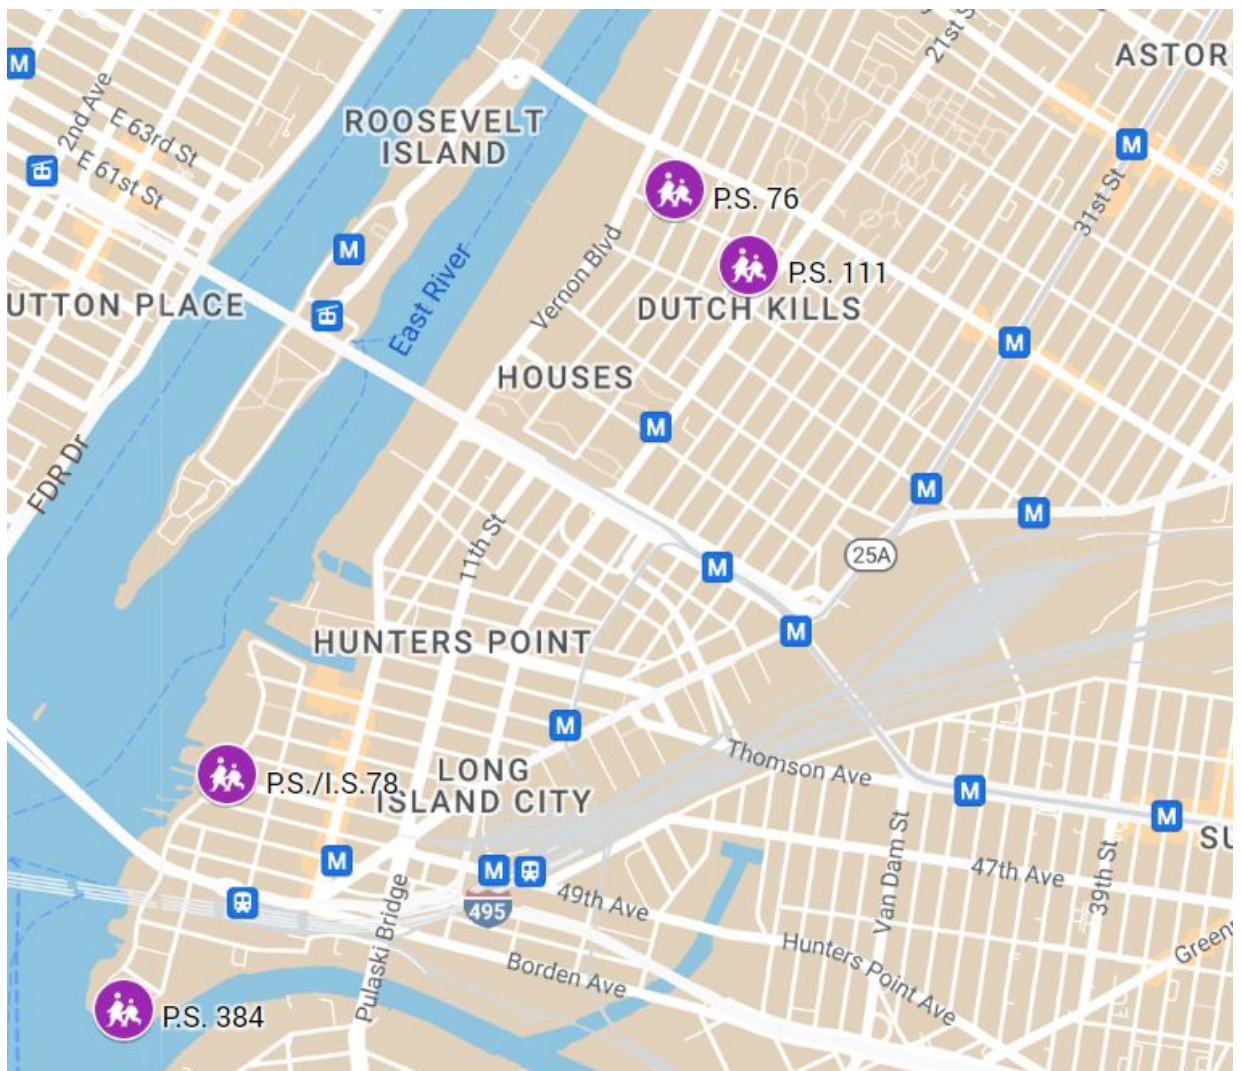 21st S
ASTORI
M
2nd Ave
E 63rd St
E 61st St
ROOSEVELT
ISLAND
M
P.S. 76
31st St
M
East River
Vernon Blvd
P.S. 111
UTTON PLACE
DUTCH KILLS
M
HOUSES
M
FDR Dr
M
M
11th St
25A
M
M
HUNTERS POINT
M
Thomson Ave
P.S./I.S.78
LONG
ISLAND CITY
M
M
SU
Van Dam St
M
M
47th Ave
39th St
49th Ave
495
Pulaski Bridge
Borden Ave
Hunters Point Ave
Green
P.S. 384